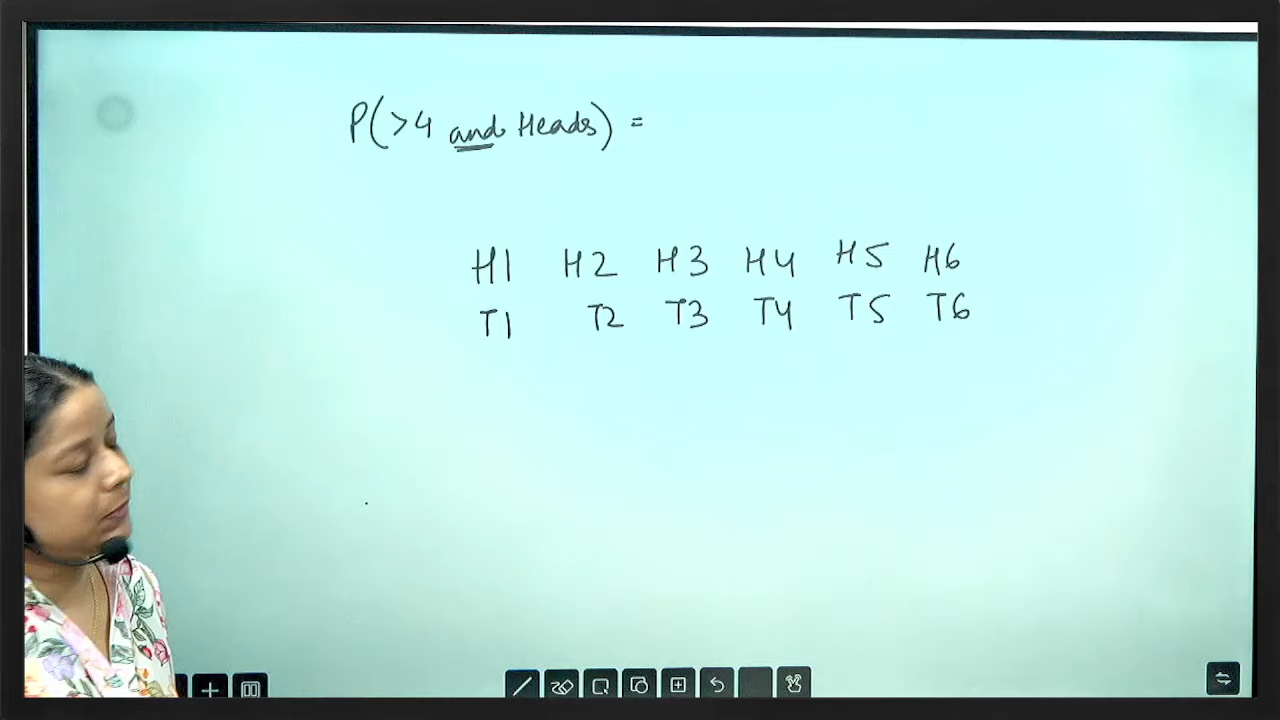 P(>4 and Heads) =
H1 H2 H3 H4 H5 H6
T1 T2 T3 T4 T5 T6